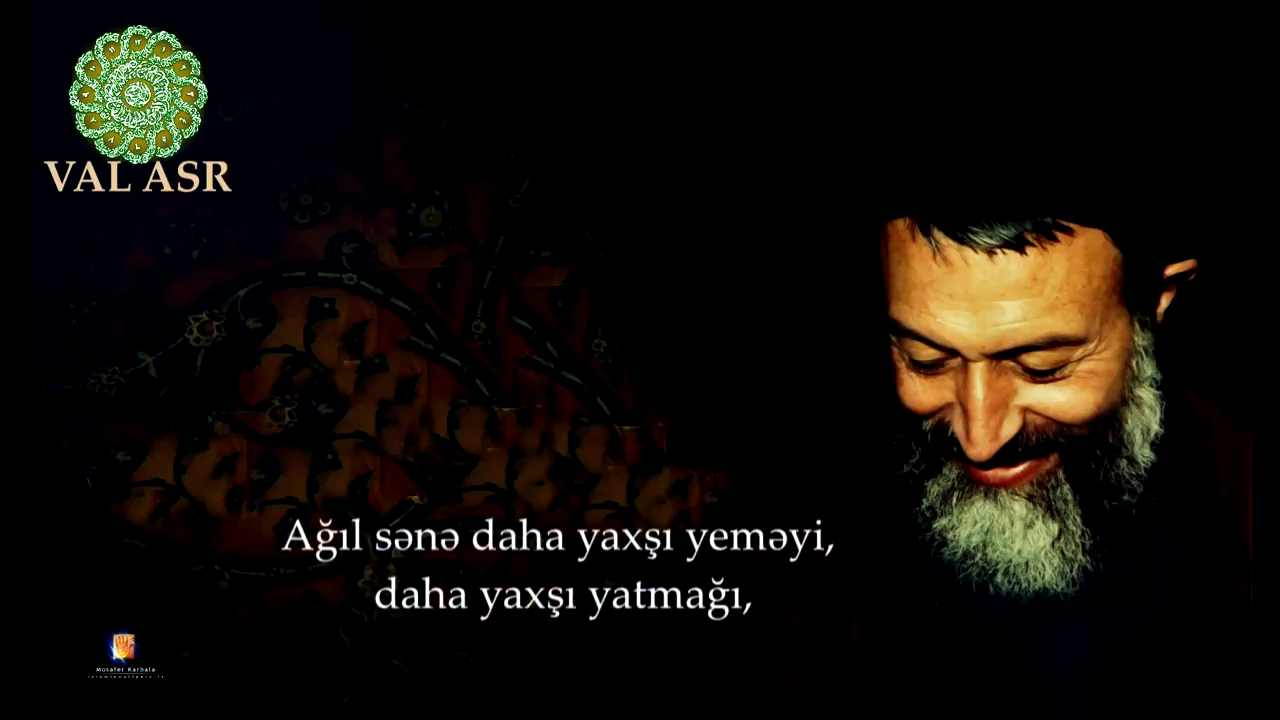 VAL ASR
Ağıl sənə daha yaxşı yeməyi,
daha yaxşı yatmağı,
Mosafer Karbala